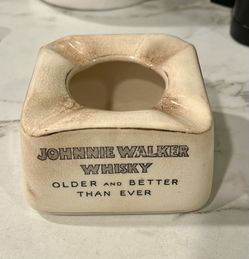 JOHNNIE WALKER
WHISKY
OLDER AND BETTER
THAN EVER